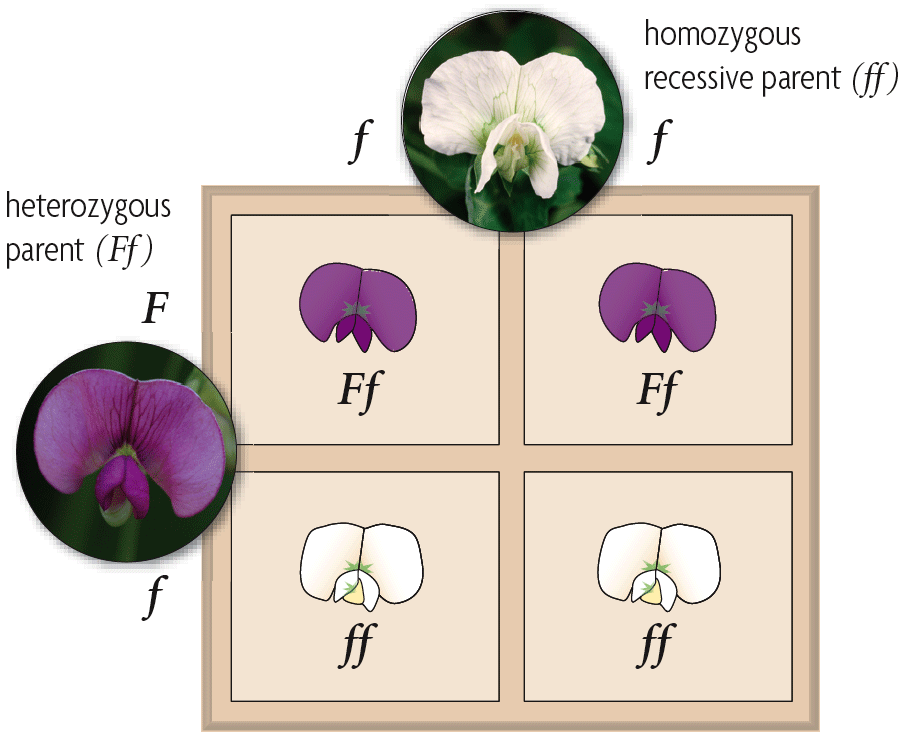 homozygous
recessive parent (ff)
f f
heterozygous
parent (Ff)
F
Ff Ff
f
ff ff